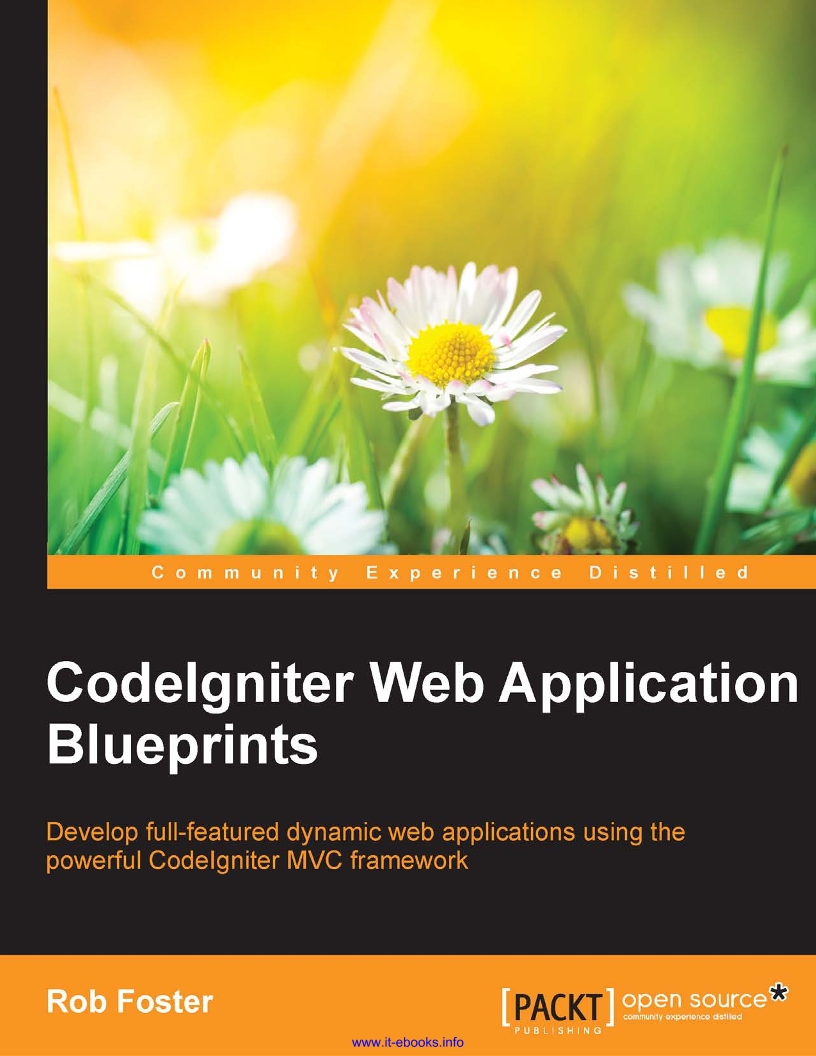 Community Experience Distilled
CodeIgniter Web Application
Blueprints
Develop full-featured dynamic web applications using the
powerful CodeIgniter MVC framework
Rob Foster
[PACKT] open source*
PUBLISHING community experience distilled
www.it-ebooks.info